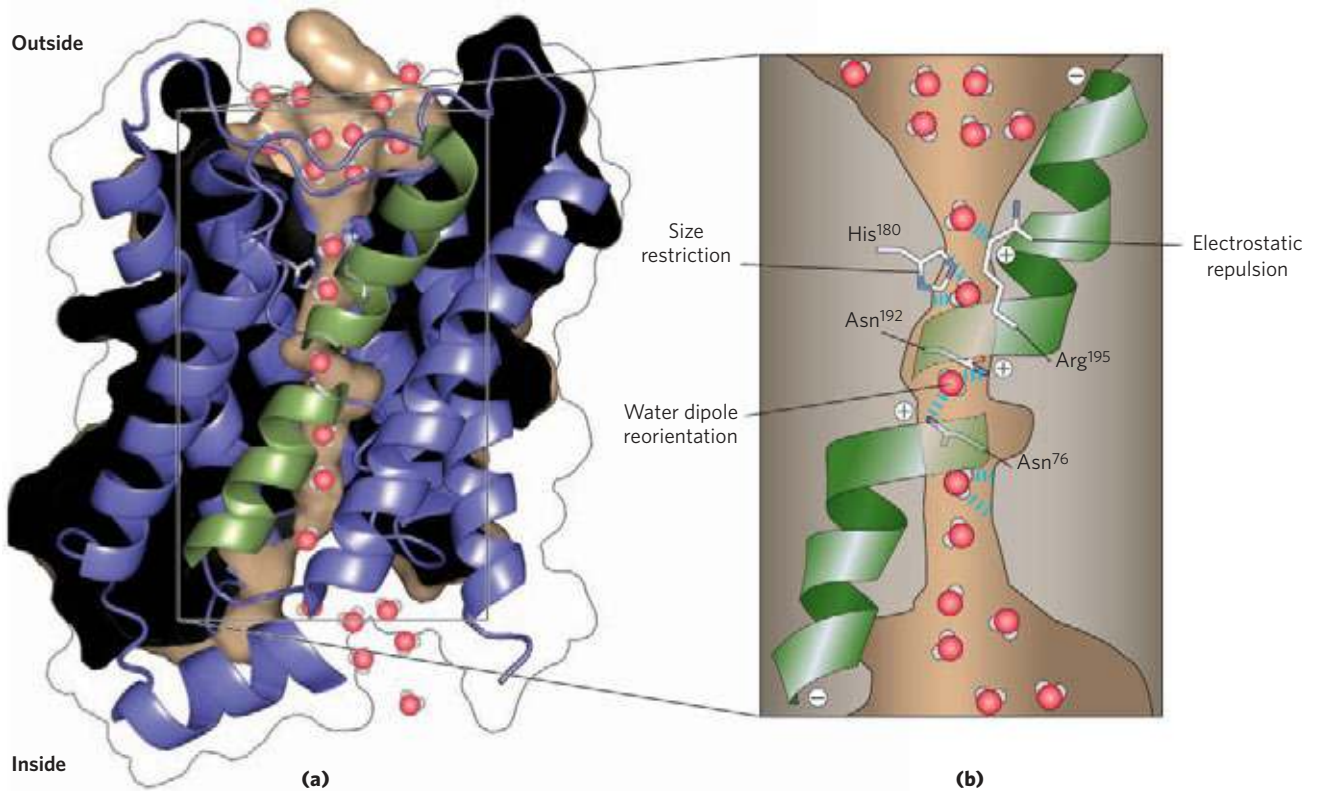 Outside
Inside
(a)
Size
restriction
His180
Asn192
Water dipole
reorientation
Electrostatic
repulsion
Arg195
Asn76
−
+
+
+
−
(b)